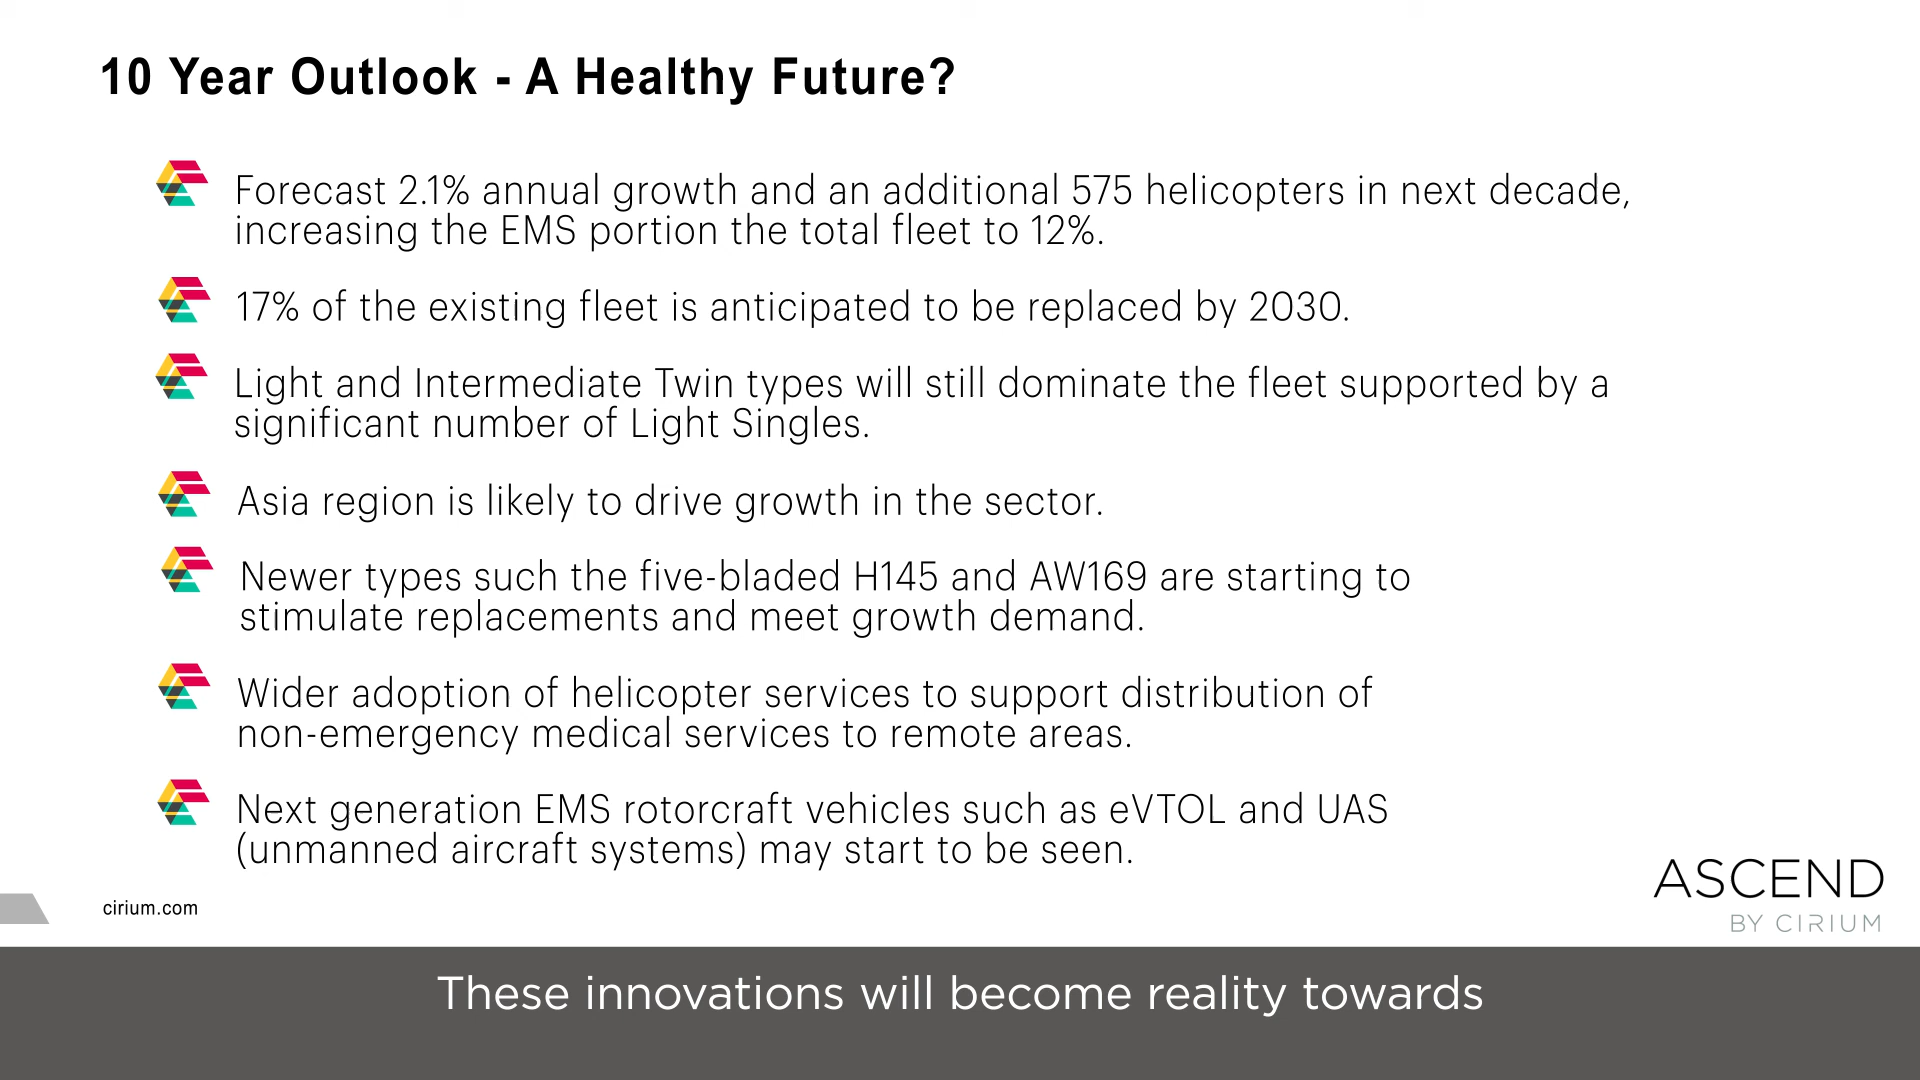 10 Year Outlook - A Healthy Future?
Forecast 2.1% annual growth and an additional 575 helicopters in next decade,
increasing the EMS portion the total fleet to 12%.
17% of the existing fleet is anticipated to be replaced by 2030.
Light and Intermediate Twin types will still dominate the fleet supported by a
significant number of Light Singles.
Asia region is likely to drive growth in the sector.
Newer types such the five-bladed H145 and AW169 are starting to
stimulate replacements and meet growth demand.
Wider adoption of helicopter services to support distribution of
non-emergency medical services to remote areas.
Next generation EMS rotorcraft vehicles such as eVTOL and UAS
(unmanned aircraft systems) may start to be seen.
cirium.com
ASCEND
BY CIRIUM
These innovations will become reality towards